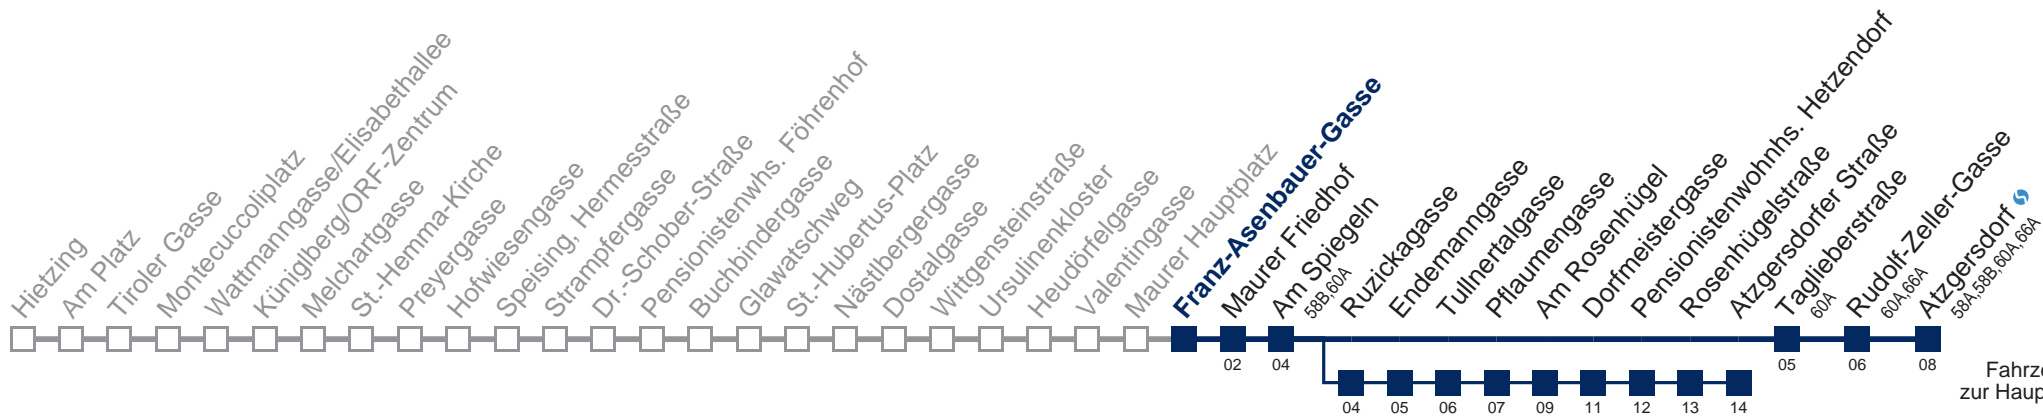 Hietzing
Am Platz
Tiroler Gasse
Montecuccoliplatz
Wattmanngasse/Elisabethallee
Küniglberg/ORF-Zentrum
Melchartgasse
St.-Hemma-Kirche
Preyergasse
Hofwiesengasse
Speising, Hermesstraße
Strampfergasse
Dr.-Schober-Straße
Pensionistenwhs. Föhrenhof
Buchbindergasse
Glawatschweg
St.-Hubertus-Platz
Nästlbergergasse
Dostalgasse
Wittgensteinstraße
Ursulinenkloster
Heudörfelgasse
Valentingasse
Maurer Hauptplatz
Franz-Asenbauer-Gasse
Maurer Friedhof
Am Spiegeln
58B,60A
Ruzickagasse
Endemanngasse
Tullnertalgasse
Pflaumengasse
Am Rosenhügel
Dorfmeistergasse
Pensionistenwohnhs. Hetzendorf
Rosenhügelstraße
Atzgersdorfer Straße
Taglieberstraße
60A
Rudolf-Zeller-Gasse
60A,66A
Atzgersdorf
58A,58B,60A,66A
02 04 05 06 08
04 05 06 07 09 11 12 13 14
Fahrze
zur Haup